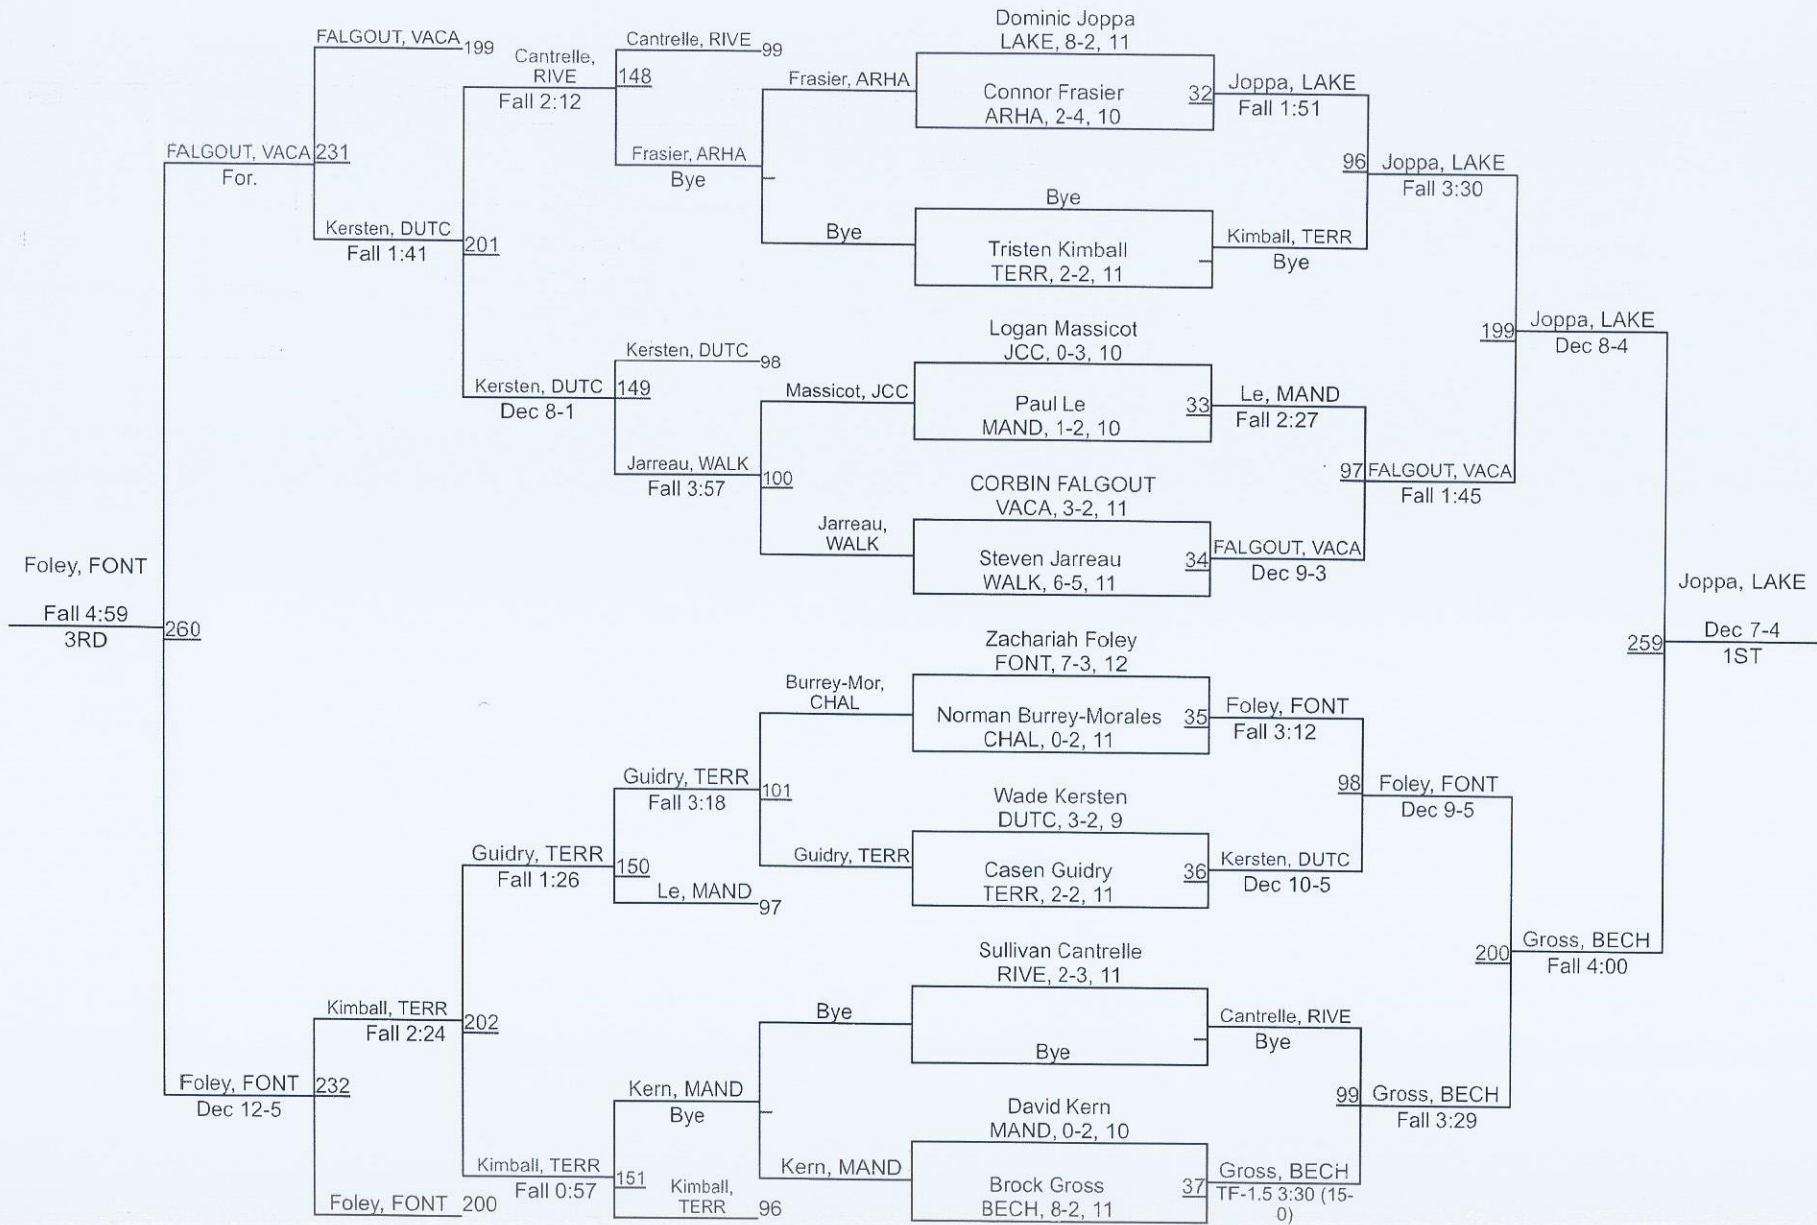 FALGOUT, VACA
199
FALGOUT, VACA
231
For.
Kersten, DUTC
Fall 1:41
201
Cantrelle,
RIVE
Fall 2:12
148
Cantrelle, RIVE
99
Frasier, ARHA
Bye
Frasier, ARHA
Bye
Kersten, DUTC
Dec 8-1
149
Kersten, DUTC
98
Jarreau, WALK
Fall 3:57
100
Massicot, JCC
Jarreau,
WALK
Foley, FONT
Fall 4:59
3RD
260
Burrey-Mor,
CHAL
Guidry, TERR
Fall 3:18
101
Guidry, TERR
Guidry, TERR
Fall 1:26
150
Le, MAND
97
Kimball, TERR
Fall 2:24
202
Foley, FONT
Dec 12-5
232
Foley, FONT
200
Kimball, TERR
Fall 0:57
151
Kern, MAND
Bye
Kimball,
TERR
96
Bye
Kern, MAND
Dominic Joppa
LAKE, 8-2, 11
Connor Frasier
ARHA, 2-4, 10
32
Joppa, LAKE
Fall 1:51
Bye
Tristen Kimball
TERR, 2-2, 11
Kimball, TERR
Bye
96
Joppa, LAKE
Fall 3:30
Logan Massicot
JCC, 0-3, 10
Paul Le
MAND, 1-2, 10
33
Le, MAND
Fall 2:27
CORBIN FALGOUT
VACA, 3-2, 11
Steven Jarreau
WALK, 6-5, 11
34
FALGOUT, VACA
Dec 9-3
97
FALGOUT, VACA
Fall 1:45
199
Joppa, LAKE
Dec 8-4
Zachariah Foley
FONT, 7-3, 12
Norman Burrey-Morales
CHAL, 0-2, 11
35
Foley, FONT
Fall 3:12
Wade Kersten
DUTC, 3-2, 9
Casen Guidry
TERR, 2-2, 11
36
Kersten, DUTC
Dec 10-5
98
Foley, FONT
Dec 9-5
Sullivan Cantrelle
RIVE, 2-3, 11
Bye
Cantrelle, RIVE
Bye
David Kern
MAND, 0-2, 10
Brock Gross
BECH, 8-2, 11
37
Gross, BECH
TF-1.5 3:30 (15-
0)
99
Gross, BECH
Fall 3:29
200
Gross, BECH
Fall 4:00
Joppa, LAKE
259
Dec 7-4
1ST